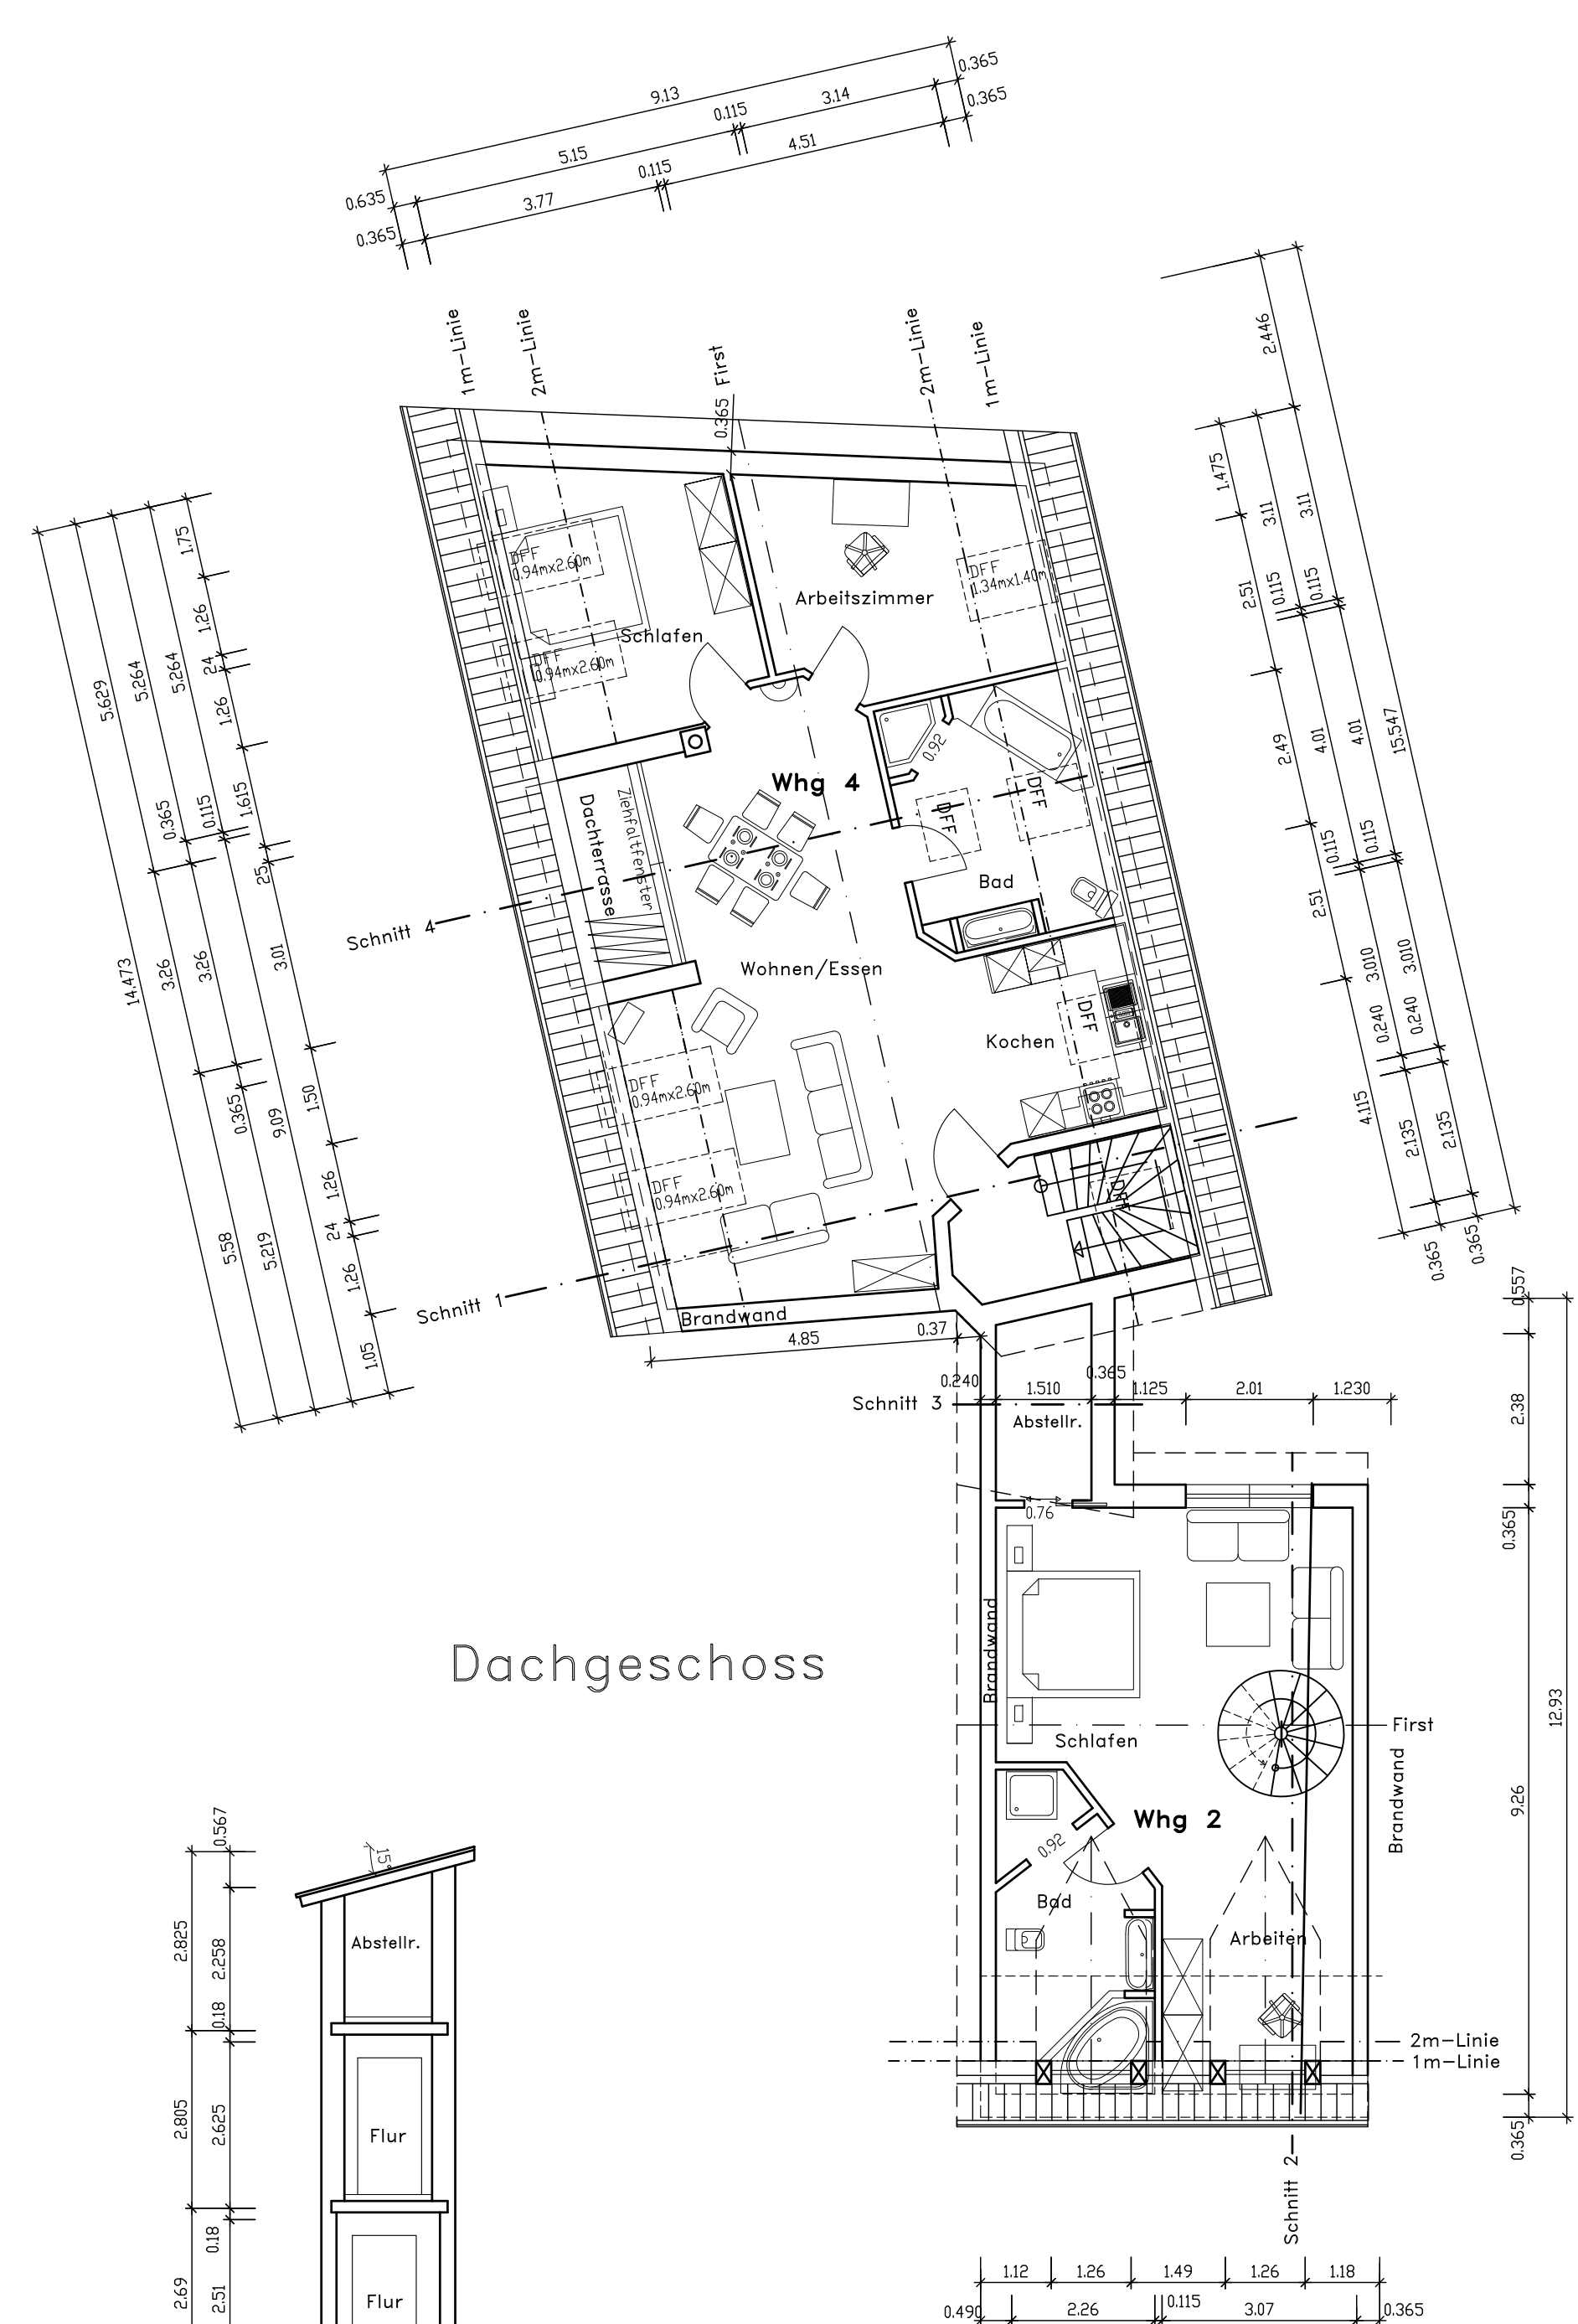 9.13
0.365
5.15
0.115
3.14
0.365
0.635
3.77
0.115
4.51
0.365
1m-Linie
2m-Linie
0.365 First
2m-Linie
1m-Linie
2.446
1.475
3.11
3.11
2.51
0.115
0.115
2.49
4.01
4.01
15.547
0.115
0.115
2.51
3.010
3.010
0.240
0.240
4.115
2.135
2.135
0.365
0.365
1.75
1.26
24
1.26
5.629
5.264
5.264
0.365
0.115
1.615
25
14.473
3.26
3.26
3.01
0.365
9.09
1.50
1.26
24
5.58
5.219
1.26
1.05
DFF
0.94mx2.60m
DFF
1.34mx1.40m
Arbeitszimmer
Schlafen
DFF
0.94mx2.60m
0.92
Whg 4
Dachterrasse
Ziehfaltfenster
DFF
DFF
Bad
Schnitt 4
Wohnen/Essen
DFF
Kochen
DFF
0.94mx2.60m
DFF
0.94mx2.60m
DFF
Schnitt 1
Brandwand
4.85
0.37
0.240
1.510
0.365
1.125
2.01
1.230
Schnitt 3
Abstellr.
0.76
0.557
2.38
0.365
12.93
9.26
0.365
Brandwand
Dachgeschoss
First
Schlafen
Brandwand
Whg 2
0.92
Bad
Arbeiten
2m-Linie
1m-Linie
Schnitt 2
1.12
1.26
1.49
1.26
1.18
0.490
2.26
0.115
3.07
0.365
15°
0.567
2.825
2.258
Abstellr.
0.18
2.805
2.625
Flur
0.18
2.69
2.51
Flur